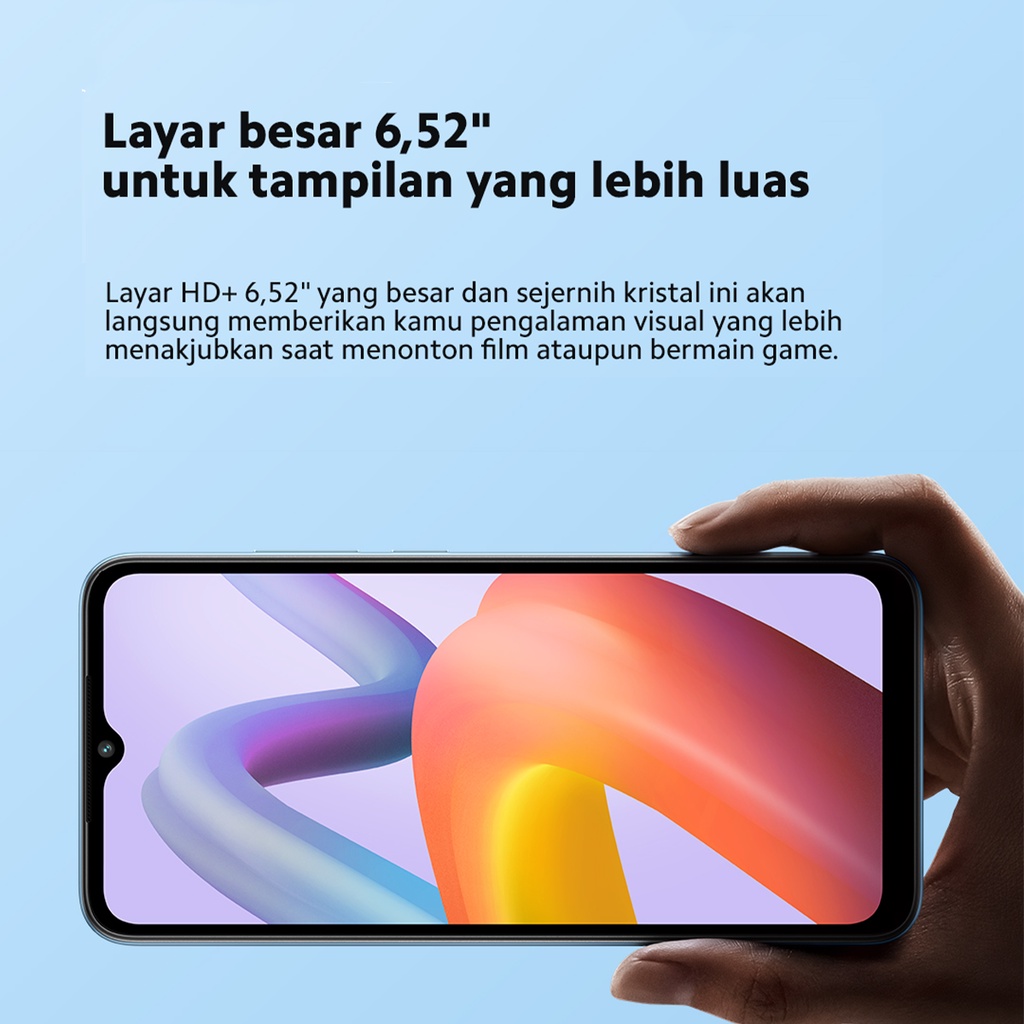 Layar besar 6,52"
untuk tampilan yang lebih luas
Layar HD+ 6,52" yang besar dan sejernih kristal ini akan
langsung memberikan kamu pengalaman visual yang lebih
menakjubkan saat menonton film ataupun bermain game.